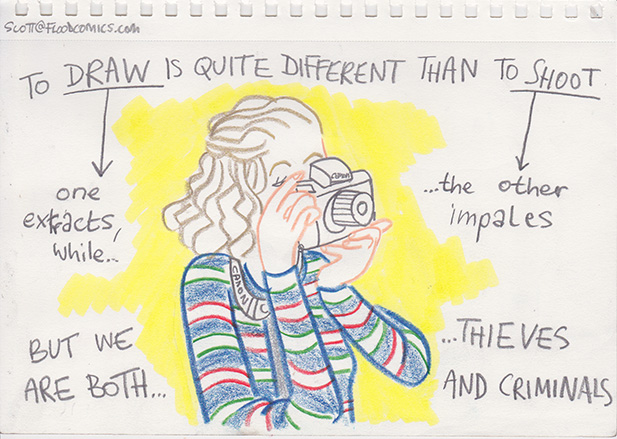 SCOTT@FLOODCOMICS.com
TO DRAW IS QUITE DIFFERENT THAN TO SHOOT
one
extracts,
while..
...the other
impales
CANON
CANON
BUT WE
ARE BOTH...
...THIEVES
AND CRIMINALS